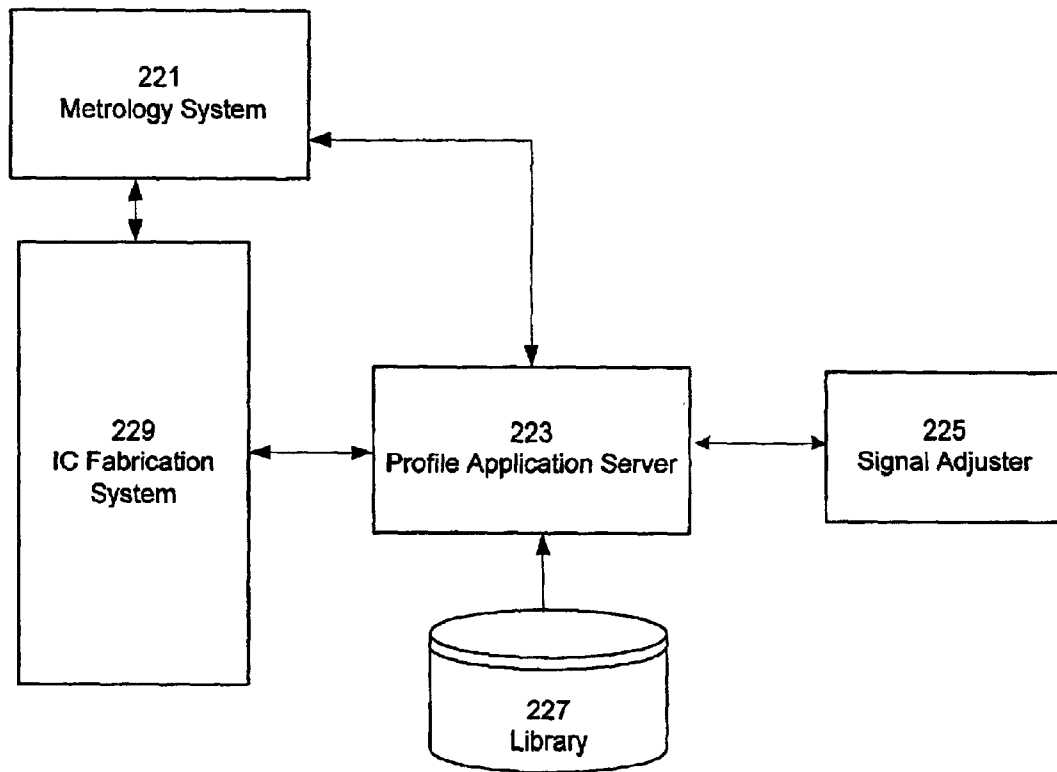 221
Metrology System
229
IC Fabrication
System
223
Profile Application Server
225
Signal Adjuster
227
Library